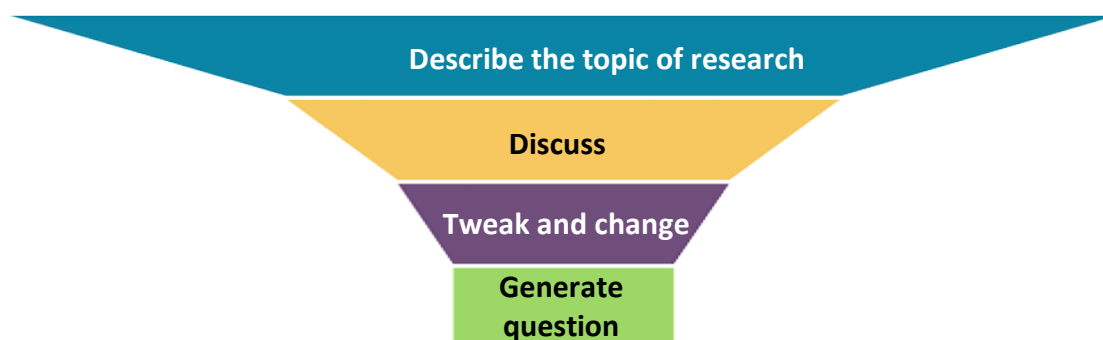 Describe the topic of research
Discuss
Tweak and change
Generate
question